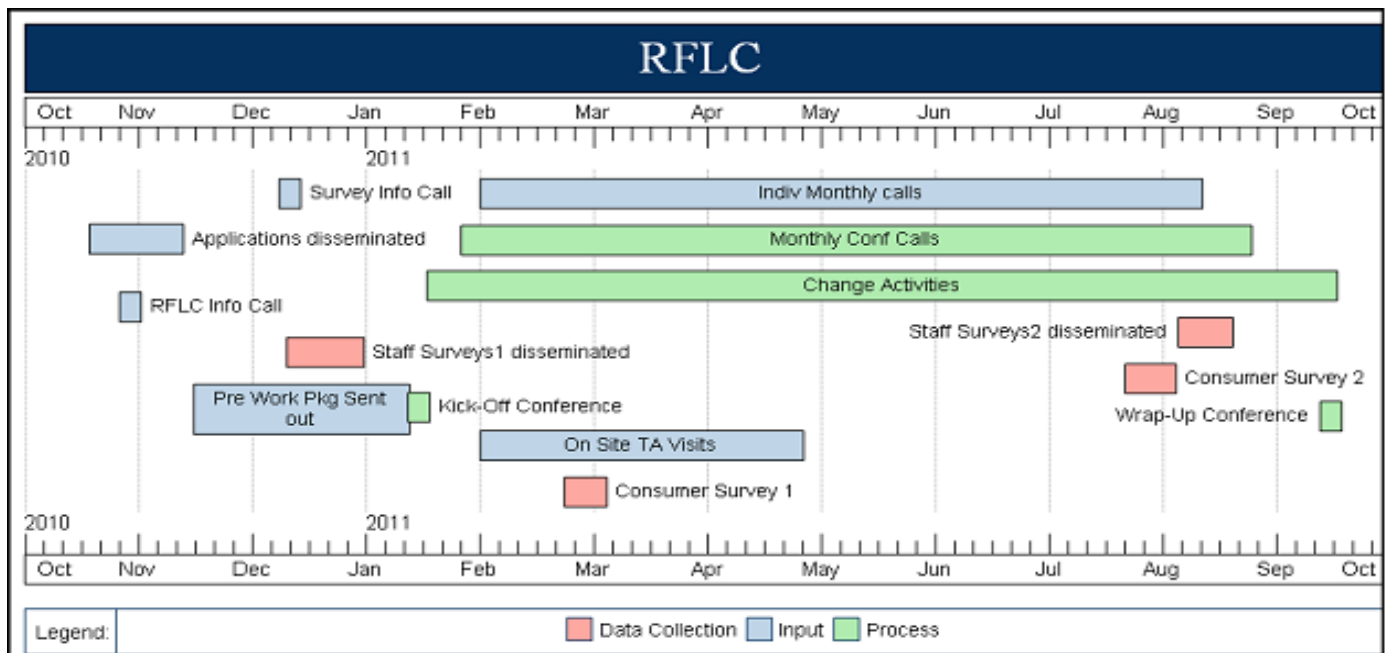 RFLC
Oct Nov Dec Jan Feb Mar Apr May Jun Jul Aug Sep Oct
2010 2011
Survey Info Call Indiv Monthly calls
Applications disseminated Monthly Conf Calls
Change Activities
RFLC Info Call
Staff Surveys2 disseminated
Staff Surveys1 disseminated
Consumer Survey 2
Pre Work Pkg Sent
out
Kick-Off Conference
Wrap-Up Conference
On Site TA Visits
Consumer Survey 1
2010 2011
Oct Nov Dec Jan Feb Mar Apr May Jun Jul Aug Sep Oct
Legend: Data Collection Input Process